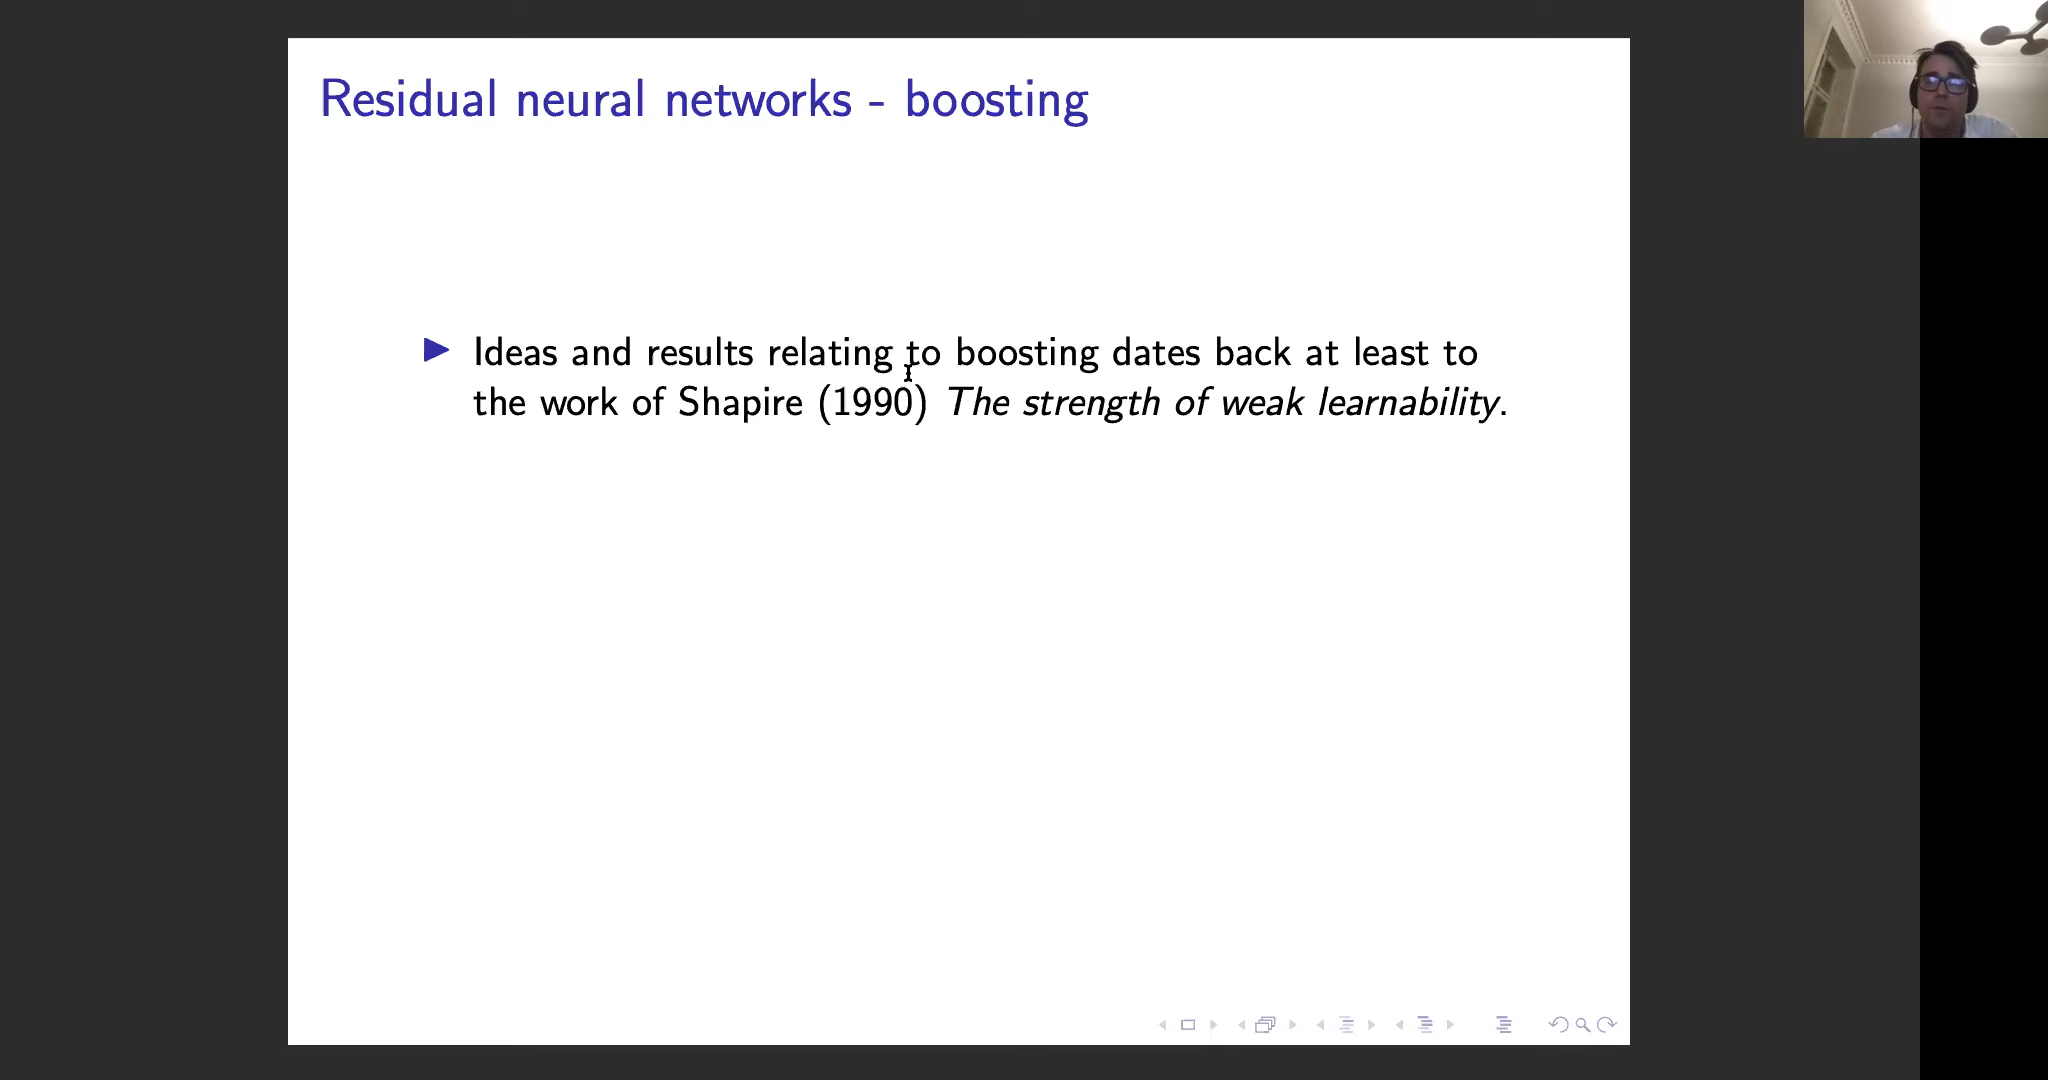 Residual neural networks - boosting
Ideas and results relating to boosting dates back at least to
the work of Shapire (1990) The strength of weak learnability.